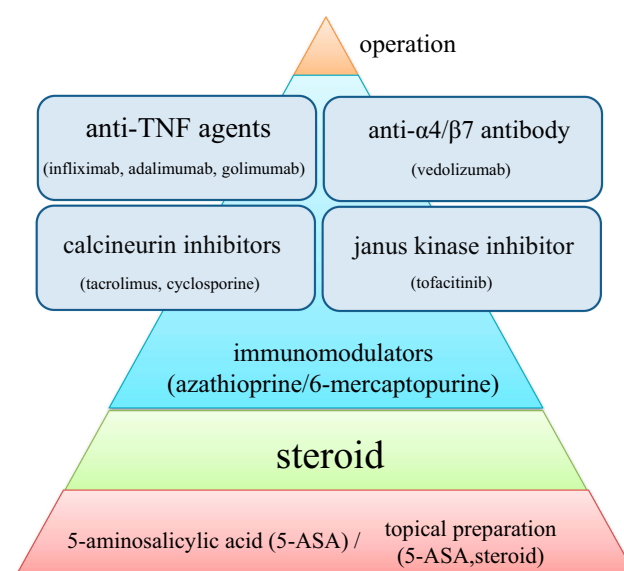 operation
anti-TNF agents
(infliximab, adalimumab, golimumab)
anti-α4/β7 antibody
(vedolizumab)
calcineurin inhibitors
(tacrolimus, cyclosporine)
janus kinase inhibitor
(tofacitinib)
immunomodulators
(azathioprine/6-mercaptopurine)
steroid
5-aminosalicylic acid (5-ASA) /
topical preparation
(5-ASA,steroid)